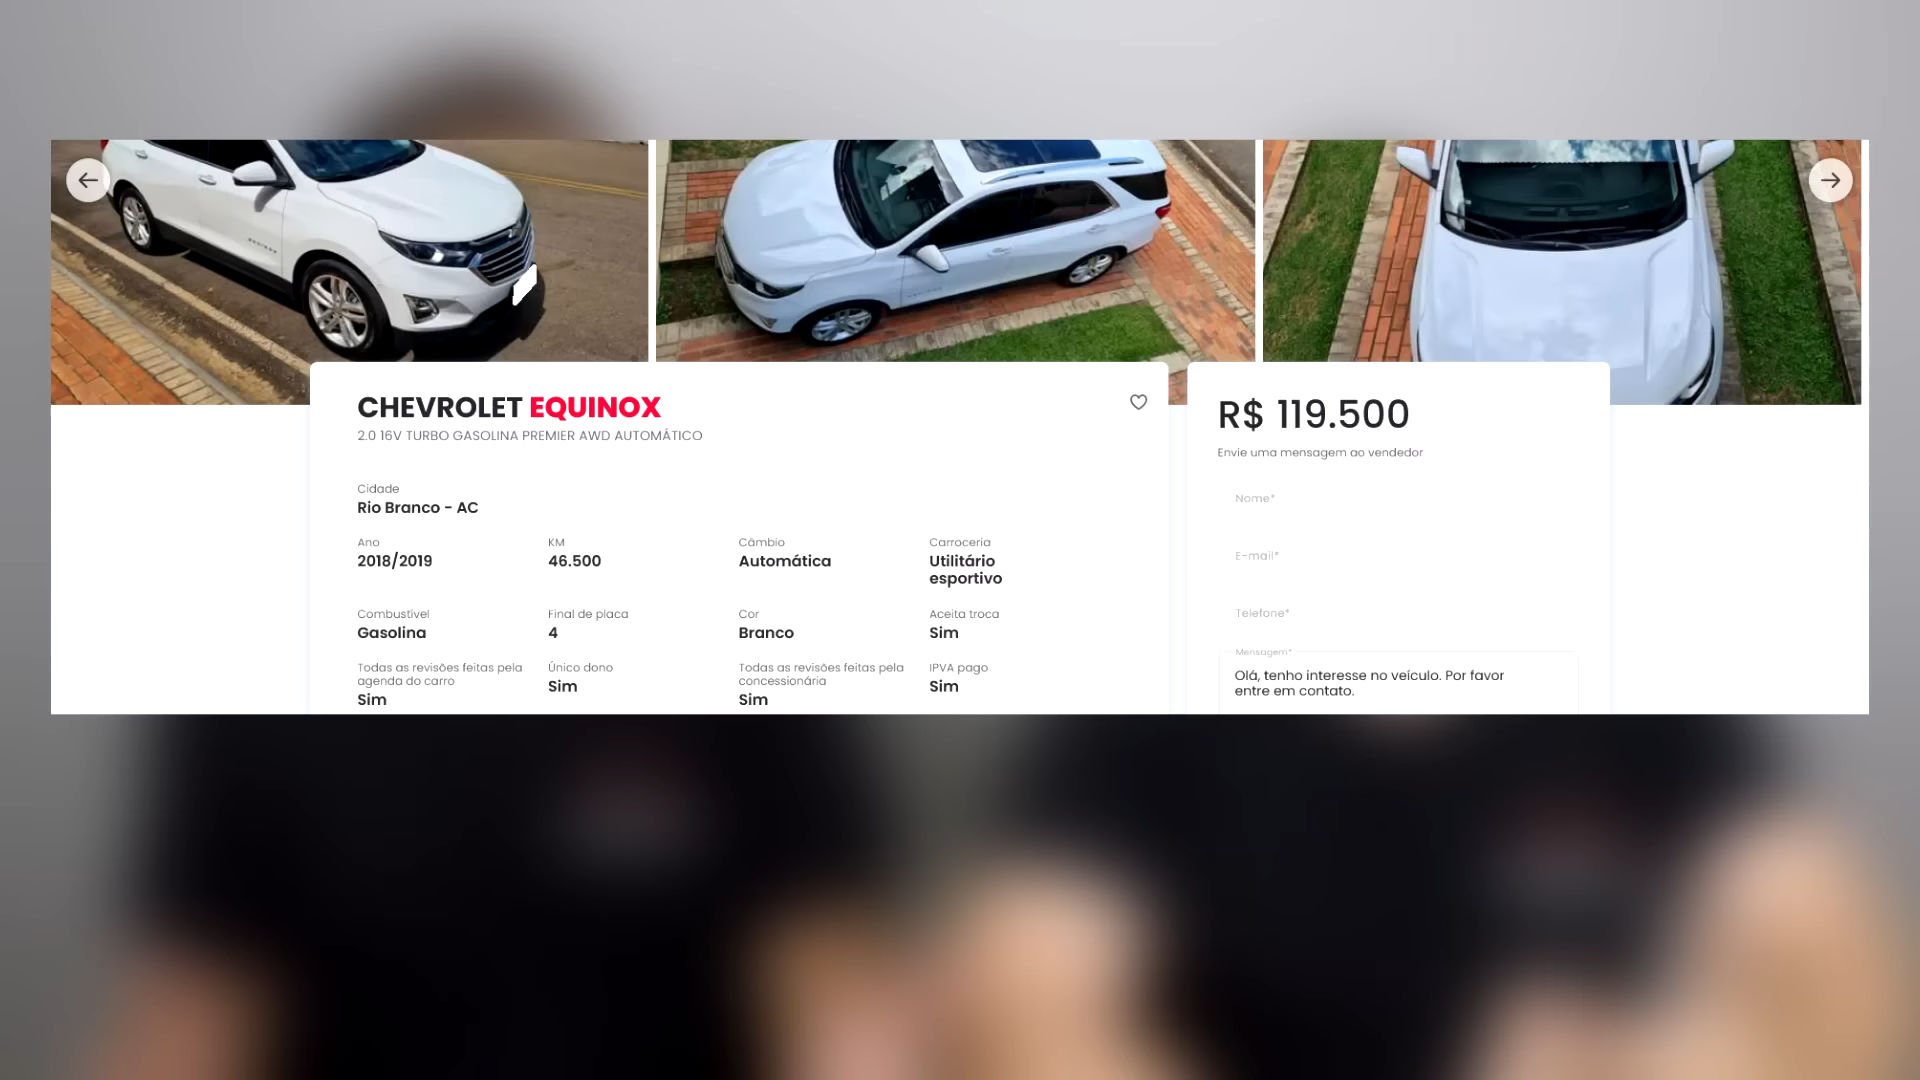 CHEVROLET EQUINOX
2.0 16V TURBO GASOLINA PREMIER AWD AUTOMÁTICO
Cidade
Rio Branco - AC
Ano
2018/2019
KM
46.500
Câmbio
Automática
Carroceria
Utilitário
esportivo
Combustível
Gasolina
Final de placa
4
Cor
Branco
Aceita troca
Sim
Todas as revisões feitas pela
agenda do carro
Sim
Único dono
Sim
Todas as revisões feitas pela
concessionária
Sim
IPVA pago
Sim
R$ 119.500
Envie uma mensagem ao vendedor
Nome*
E-mail*
Telefone*
Mensagem*
Olá, tenho interesse no veículo. Por favor
entre em contato.